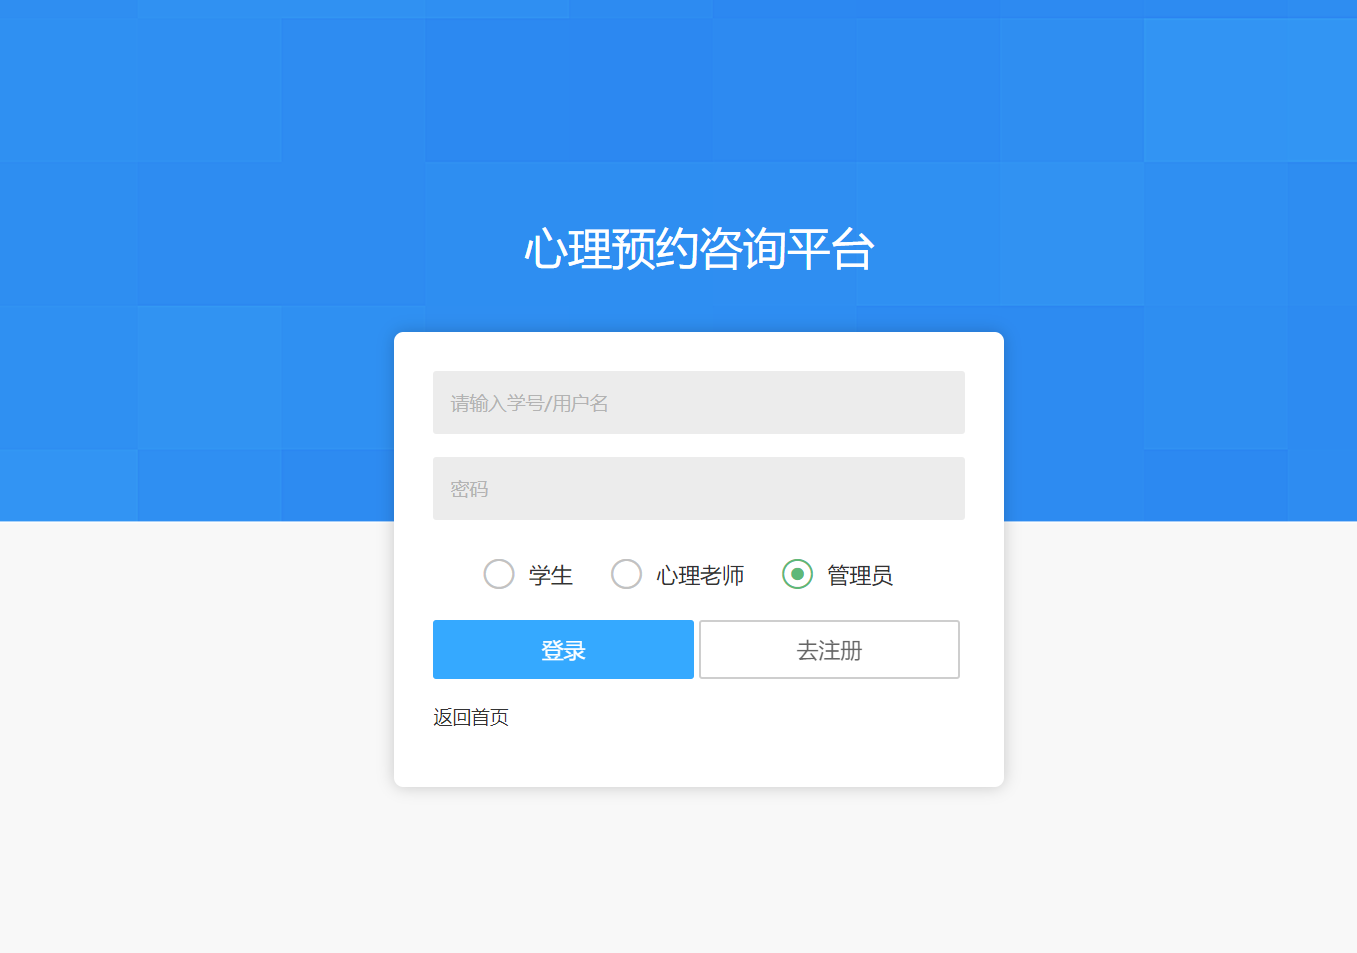 心理预约咨询平台
请输入学号/用户名
密码
学生 心理老师 管理员
登录 去注册
返回首页